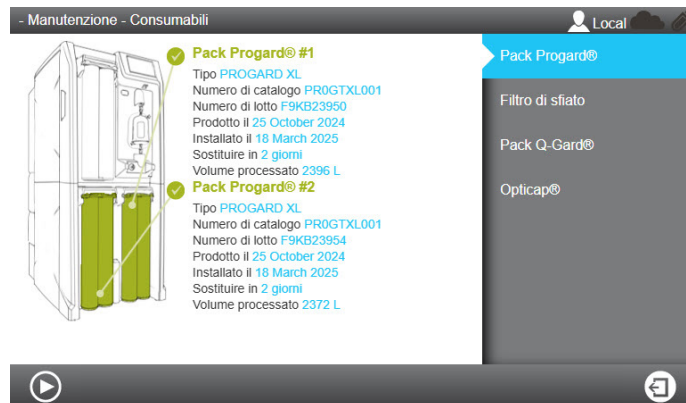 - Manutenzione - Consumabili
Local
Pack Progard® #1
Tipo PROGARD XL
Numero di catalogo PR0GTXL001
Numero di lotto F9KB23950
Prodotto il 25 October 2024
Installato il 18 March 2025
Sostituire in 2 giorni
Volume processato 2396 L
Pack Progard® #2
Tipo PROGARD XL
Numero di catalogo PR0GTXL001
Numero di lotto F9KB23954
Prodotto il 25 October 2024
Installato il 18 March 2025
Sostituire in 2 giorni
Volume processato 2372 L
Pack Progard®
Filtro di sfiato
Pack Q-Gard®
Opticap®